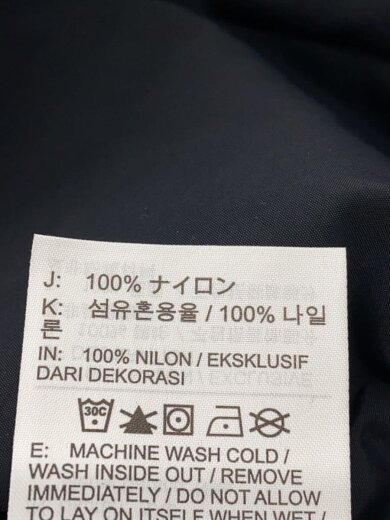 J: 100% ナイロン
K: 섬유혼용율 / 100% 나일
론
IN: 100% NILON / EKSKLUSIF
DARI DEKORASI
30C
E: MACHINE WASH COLD /
WASH INSIDE OUT / REMOVE
IMMEDIATELY / DO NOT ALLOW
TO LAY ON ITSELF WHEN WET /